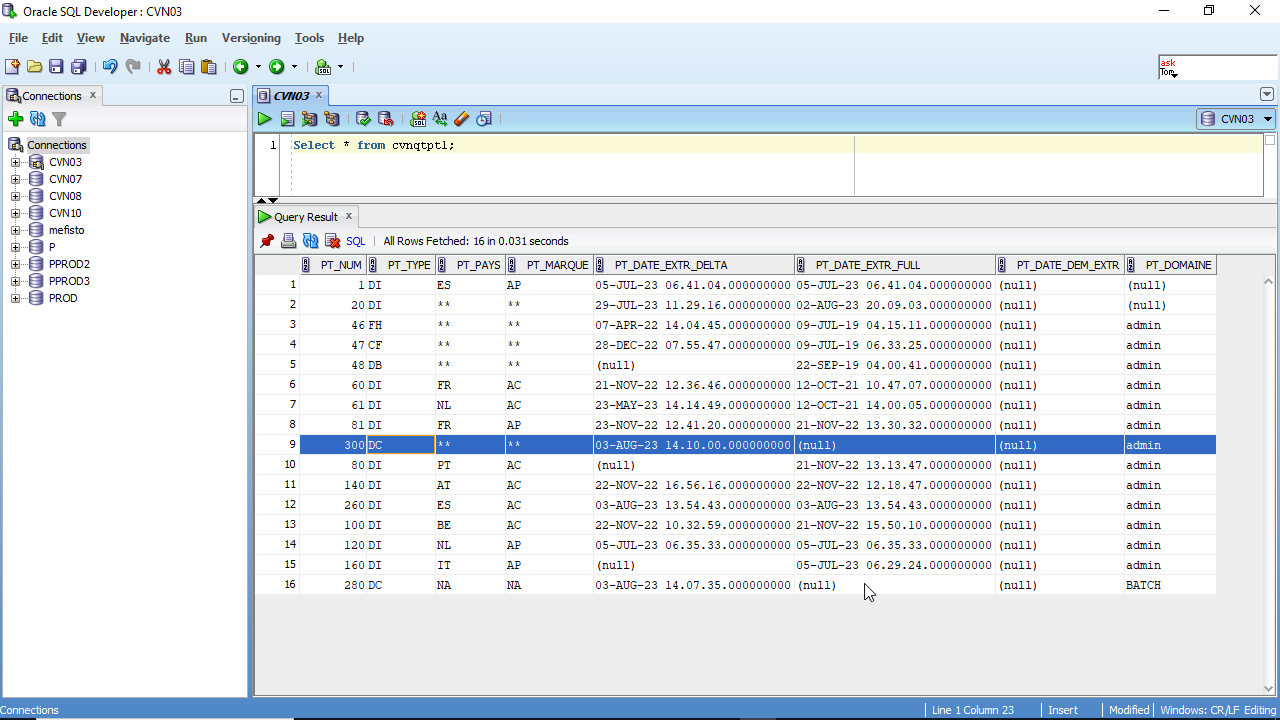 Oracle SQL Developer : CVN03
File Edit View Navigate Run Versioning Tools Help
ask
Tom
Connections x
CVN03 x
CVN03
Connections
CVN03
CVN07
CVN08
CVN10
mefisto
P
PPROD2
PPROD3
PROD
1 Select * from cvnqtpt1;
Query Result x
SQL | All Rows Fetched: 16 in 0.031 seconds
PT_NUM PT_TYPE PT_PAYS PT_MARQUE PT_DATE_EXTR_DELTA PT_DATE_EXTR_FULL PT_DATE_DEM_EXTR PT_DOMAINE
1 1 DI ES AP 05-JUL-23 06.41.04.000000000 05-JUL-23 06.41.04.000000000 (null) (null)
2 20 DI ** ** 29-JUL-23 11.29.16.000000000 02-AUG-23 20.09.03.000000000 (null) (null)
3 46 FH ** ** 07-APR-22 14.04.45.000000000 09-JUL-19 04.15.11.000000000 (null) admin
4 47 CF ** ** 28-DEC-22 07.55.47.000000000 09-JUL-19 06.33.25.000000000 (null) admin
5 48 DB ** ** (null) 22-SEP-19 04.00.41.000000000 (null) admin
6 60 DI FR AC 21-NOV-22 12.36.46.000000000 12-OCT-21 10.47.07.000000000 (null) admin
7 61 DI NL AC 23-MAY-23 14.14.49.000000000 12-OCT-21 14.00.05.000000000 (null) admin
8 81 DI FR AP 23-NOV-22 12.41.20.000000000 21-NOV-22 13.30.32.000000000 (null) admin
9 300 DC ** ** 03-AUG-23 14.10.00.000000000 (null) (null) admin
10 80 DI PT AC (null) 21-NOV-22 13.13.47.000000000 (null) admin
11 140 DI AT AC 22-NOV-22 16.56.16.000000000 22-NOV-22 12.18.47.000000000 (null) admin
12 260 DI ES AC 03-AUG-23 13.54.43.000000000 03-AUG-23 13.54.43.000000000 (null) admin
13 100 DI BE AC 22-NOV-22 10.32.59.000000000 21-NOV-22 15.50.10.000000000 (null) admin
14 120 DI NL AP 05-JUL-23 06.35.33.000000000 05-JUL-23 06.35.33.000000000 (null) admin
15 160 DI IT AP (null) 05-JUL-23 06.29.24.000000000 (null) admin
16 280 DC NA NA 03-AUG-23 14.07.35.000000000 (null) (null) BATCH
Connections Line 1 Column 23 Insert Modified Windows: CR/LF Editing